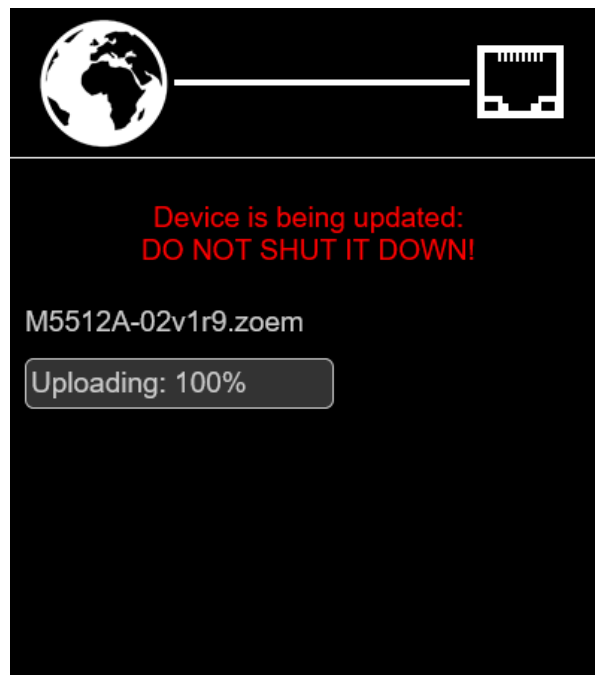 Device is being updated:
DO NOT SHUT IT DOWN!
M5512A-02v1r9.zoem
Uploading: 100%